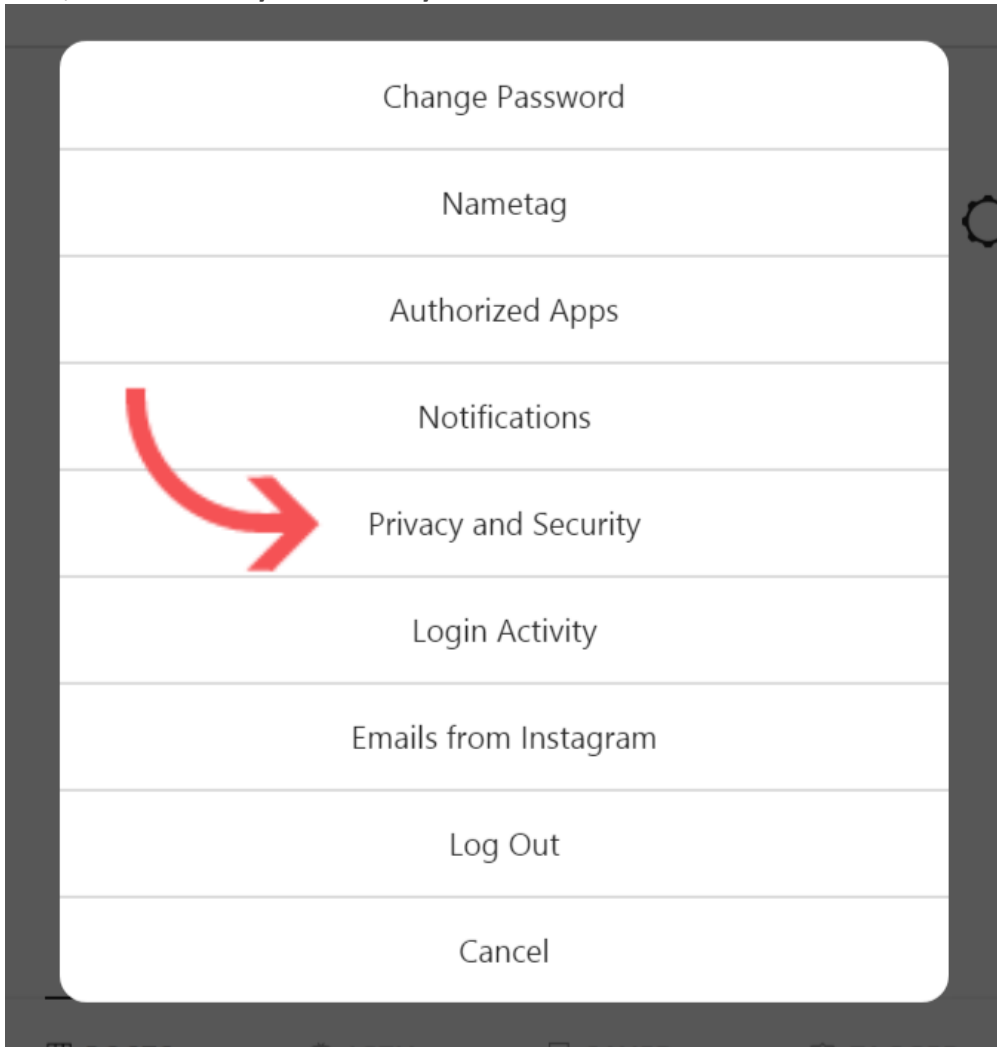 Change Password
Nametag
Authorized Apps
Notifications
Privacy and Security
Login Activity
Emails from Instagram
Log Out
Cancel